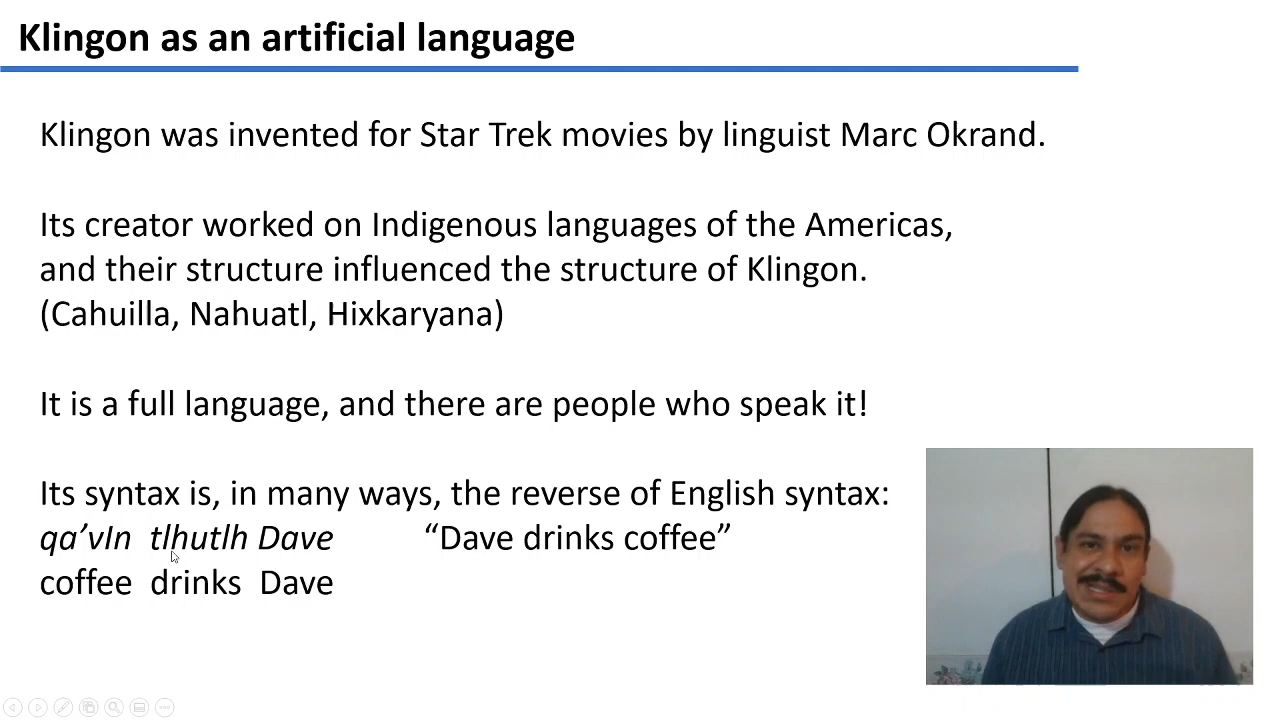 Klingon as an artificial language
Klingon was invented for Star Trek movies by linguist Marc Okrand.
Its creator worked on Indigenous languages of the Americas,
and their structure influenced the structure of Klingon.
(Cahuilla, Nahuatl, Hixkaryana)
It is a full language, and there are people who speak it!
Its syntax is, in many ways, the reverse of English syntax:
qa’vIn tlhutlh Dave “Dave drinks coffee”
coffee drinks Dave